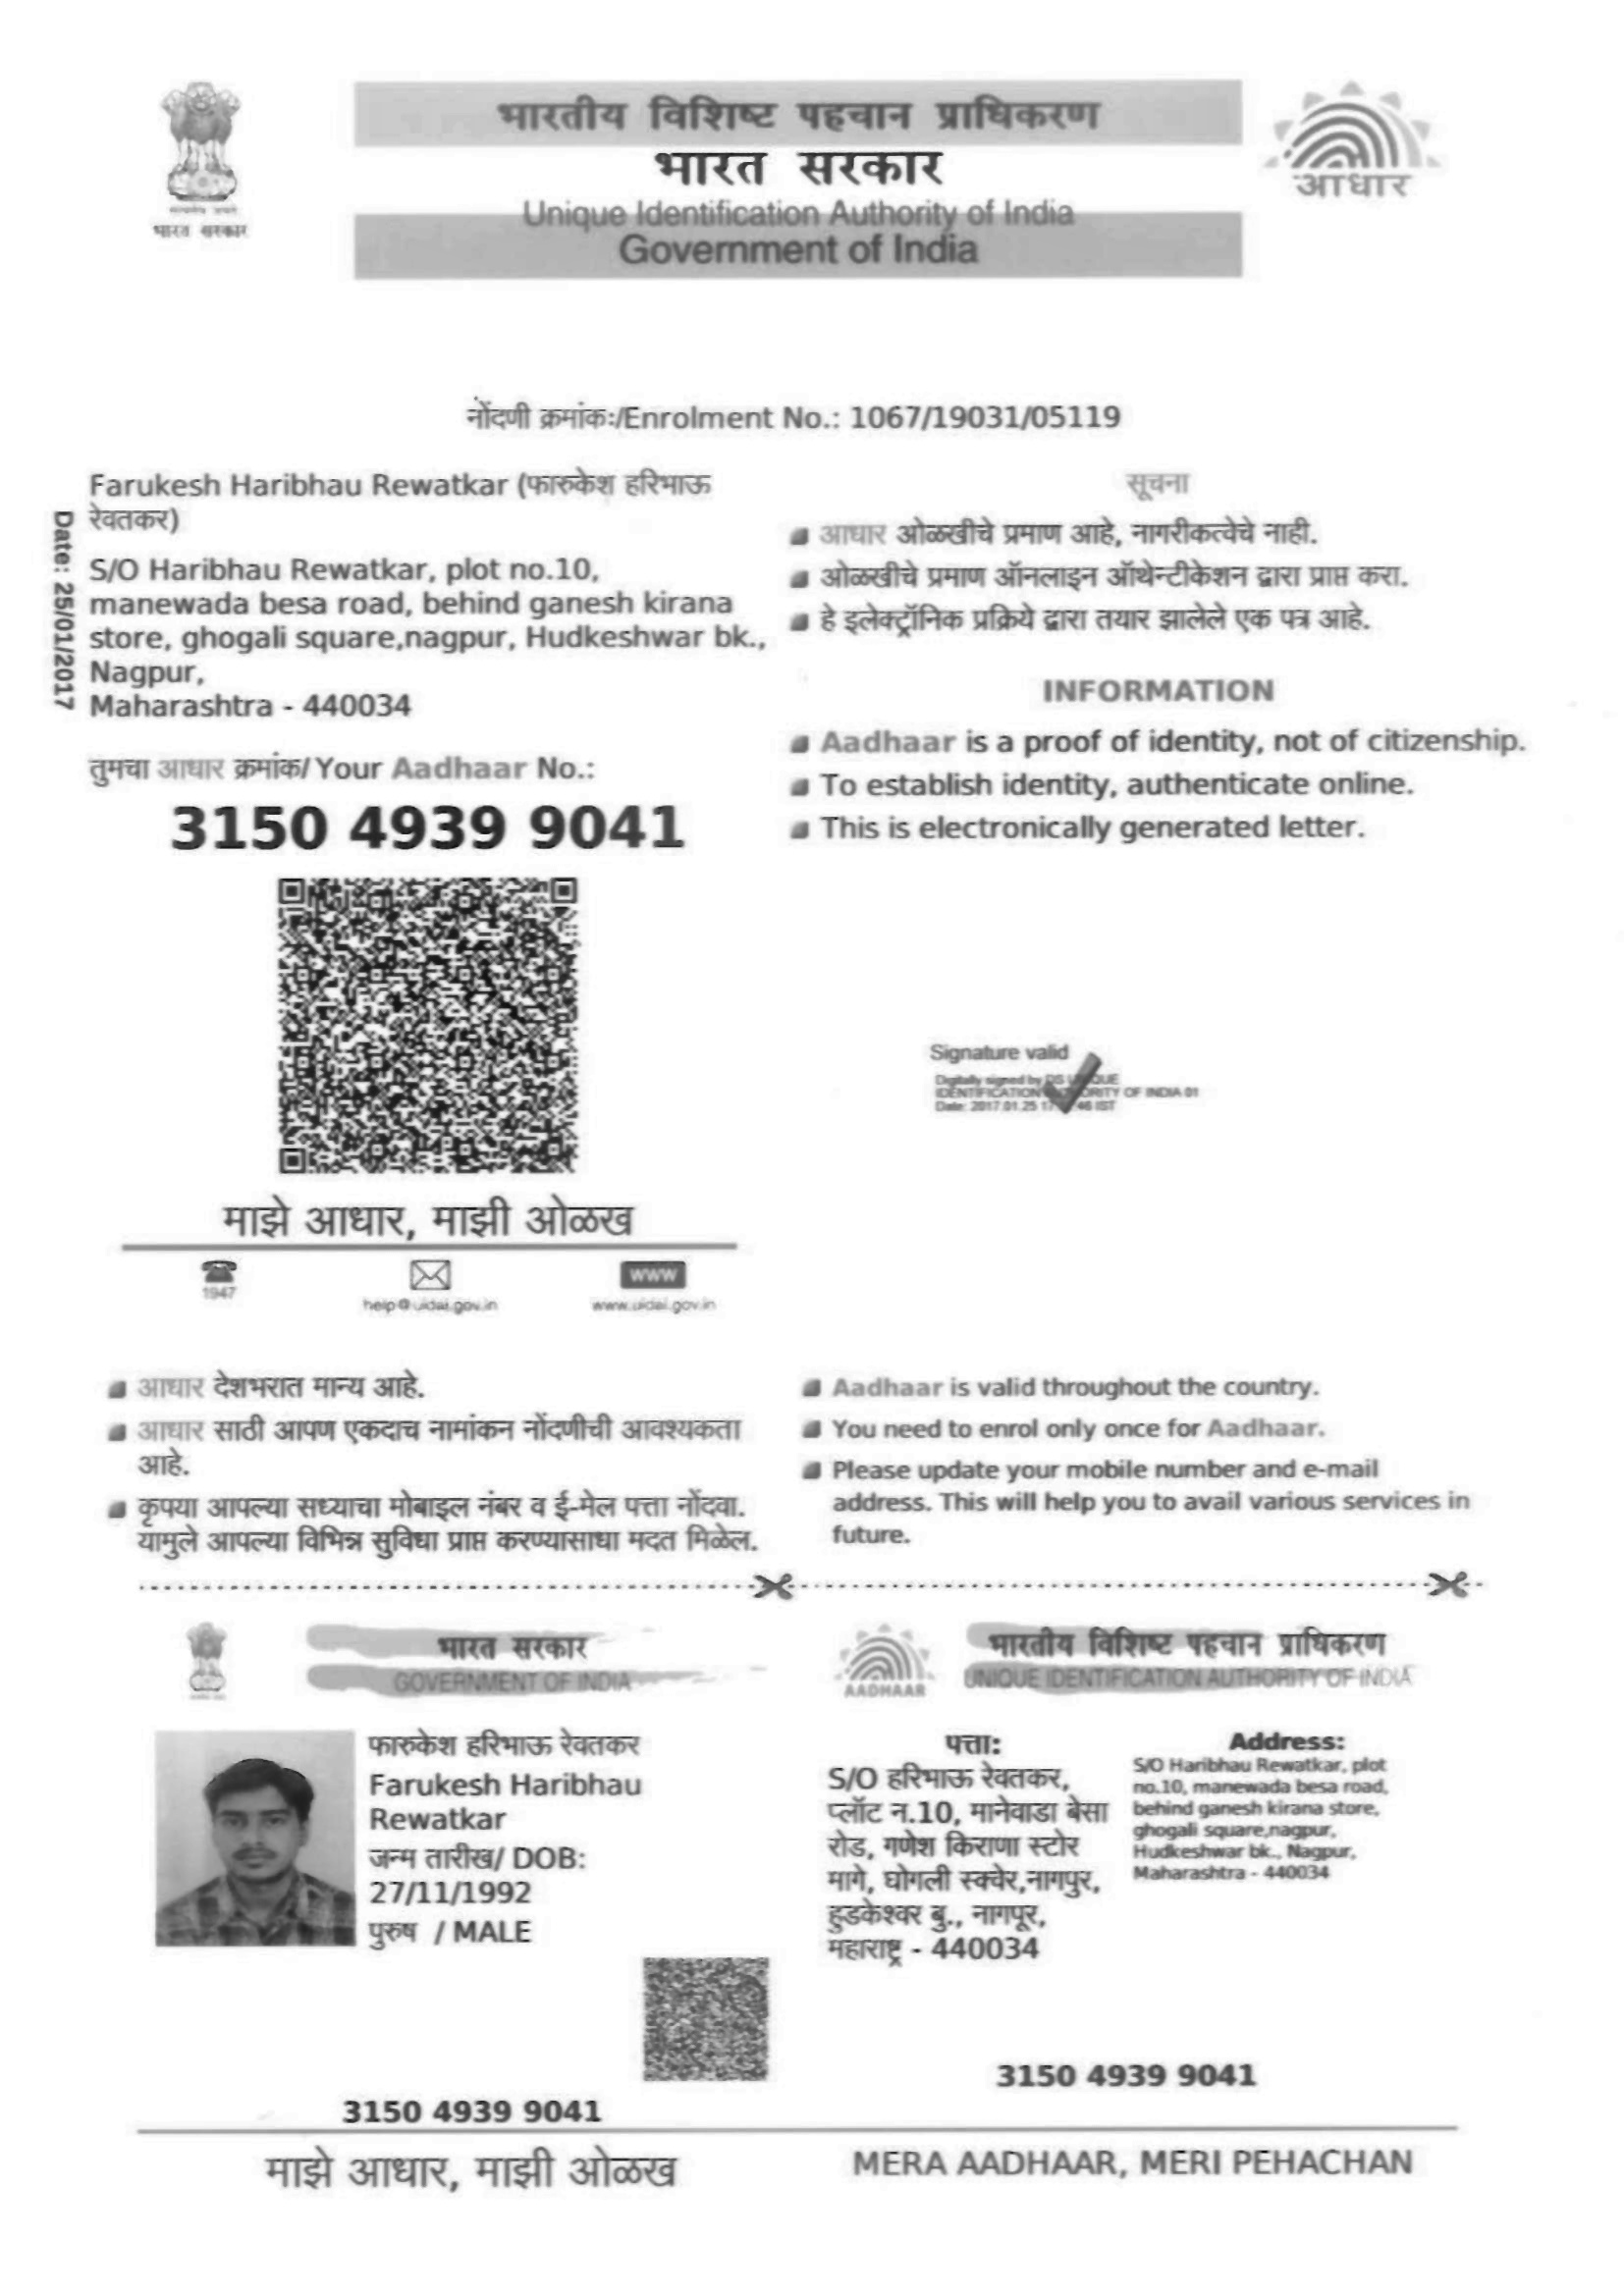 भारतीय विशिष्ट पहचान प्राधिकरण
भारत सरकार
Unique Identification Authority of India
Government of India
भारत सरकार
आधार
नोंदणी क्रमांक:/Enrolment No.: 1067/19031/05119
Date: 25/01/2017
Farukesh Haribhau Rewatkar (फारुकेश हरिभाऊ
रेवतकर)
S/O Haribhau Rewatkar, plot no.10,
manewada besa road, behind ganesh kirana
store, ghogali square,nagpur, Hudkeshwar bk.,
Nagpur,
Maharashtra - 440034
तुमचा आधार क्रमांक/ Your Aadhaar No.:
3150 4939 9041
सूचना
आधार ओळखीचे प्रमाण आहे, नागरीकत्वेचे नाही.
ओळखीचे प्रमाण ऑनलाइन ऑथेन्टीकेशन द्वारा प्राप्त करा.
हे इलेक्ट्रॉनिक प्रक्रिये द्वारा तयार झालेले एक पत्र आहे.
INFORMATION
Aadhaar is a proof of identity, not of citizenship.
To establish identity, authenticate online.
This is electronically generated letter.
Signature valid
Digitally signed by DS
IDENTIFICATION OF INDIA 01
Date: 2017.01.25 46 IST
माझे आधार, माझी ओळख
1947
help@uidai.gov.in
www
www.uidai.gov.in
आधार देशभरात मान्य आहे.
आधार साठी आपण एकदाच नामांकन नोंदणीची आवश्यकता
आहे.
कृपया आपल्या सध्याचा मोबाइल नंबर व ई-मेल पत्ता नोंदवा.
यामुले आपल्या विभिन्न सुविधा प्राप्त करण्यासाधा मदत मिळेल.
Aadhaar is valid throughout the country.
You need to enrol only once for Aadhaar.
Please update your mobile number and e-mail
address. This will help you to avail various services in
future.
भारत सरकार
GOVERNMENT OF INDIA
फारुकेश हरिभाऊ रेवतकर
Farukesh Haribhau
Rewatkar
जन्म तारीख/ DOB:
27/11/1992
पुरुष / MALE
3150 4939 9041
माझे आधार, माझी ओळख
AADHAAR
भारतीय विशिष्ट पहचान प्राधिकरण
UNIQUE IDENTIFICATION AUTHORITY OF INDIA
पत्ता:
S/O हरिभाऊ रेवतकर,
प्लॉट न.10, मानेवाडा बेसा
रोड, गणेश किराणा स्टोर
मागे, घोगली स्क्वेर,नागपुर,
हुडकेश्वर बु., नागपूर,
महाराष्ट्र - 440034
Address:
S/O Haribhau Rewatkar, plot
no.10, manewada besa road,
behind ganesh kirana store,
ghogali square,nagpur,
Hudkeshwar bk., Nagpur,
Maharashtra - 440034
3150 4939 9041
MERA AADHAAR, MERI PEHACHAN